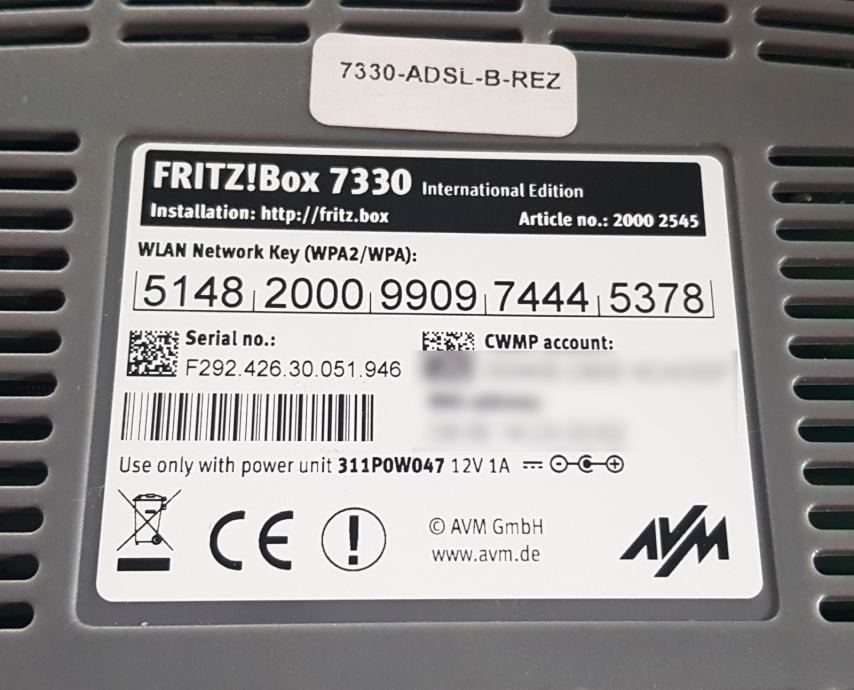 7330-ADSL-B-REZ
FRITZ!Box 7330 International Edition
Installation: http://fritz.box Article no.: 2000 2545
WLAN Network Key (WPA2/WPA):
5148 2000 9909 7444 5378
Serial no.: CWMP account:
F292.426.30.051.946
Use only with power unit 311P0W047 12V 1A
CE
© AVM GmbH
www.avm.de
AVM